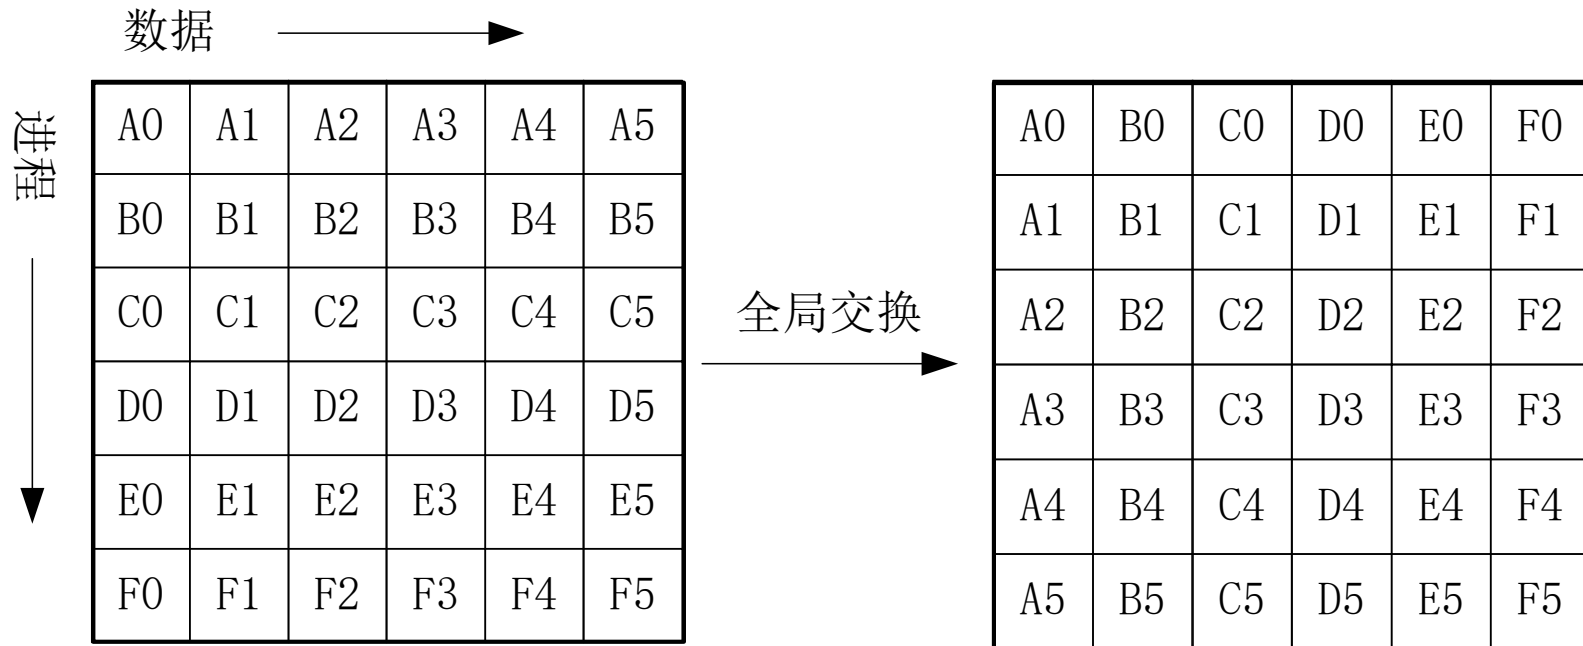 数据
进程
A0 A1 A2 A3 A4 A5
B0 B1 B2 B3 B4 B5
C0 C1 C2 C3 C4 C5
D0 D1 D2 D3 D4 D5
E0 E1 E2 E3 E4 E5
F0 F1 F2 F3 F4 F5
全局交换
A0 B0 C0 D0 E0 F0
A1 B1 C1 D1 E1 F1
A2 B2 C2 D2 E2 F2
A3 B3 C3 D3 E3 F3
A4 B4 C4 D4 E4 F4
A5 B5 C5 D5 E5 F5